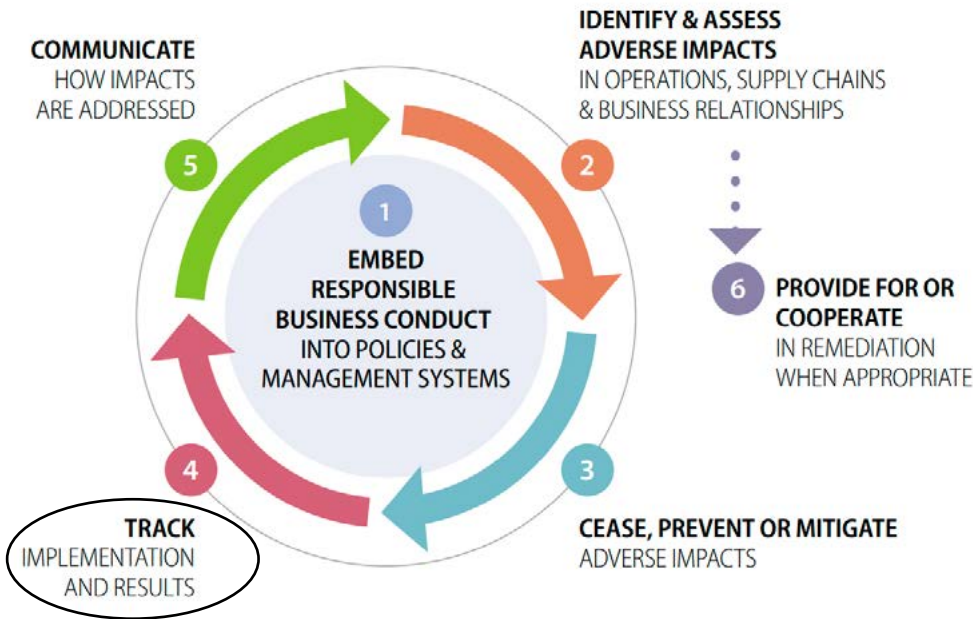 COMMUNICATE
HOW IMPACTS
ARE ADDRESSED
5
1
EMBED
RESPONSIBLE
BUSINESS CONDUCT
INTO POLICIES &
MANAGEMENT SYSTEMS
IDENTIFY & ASSESS
ADVERSE IMPACTS
IN OPERATIONS, SUPPLY CHAINS
& BUSINESS RELATIONSHIPS
2
6
PROVIDE FOR OR
COOPERATE
IN REMEDIATION
WHEN APPROPRIATE
4
TRACK
IMPLEMENTATION
AND RESULTS
3
CEASE, PREVENT OR MITIGATE
ADVERSE IMPACTS